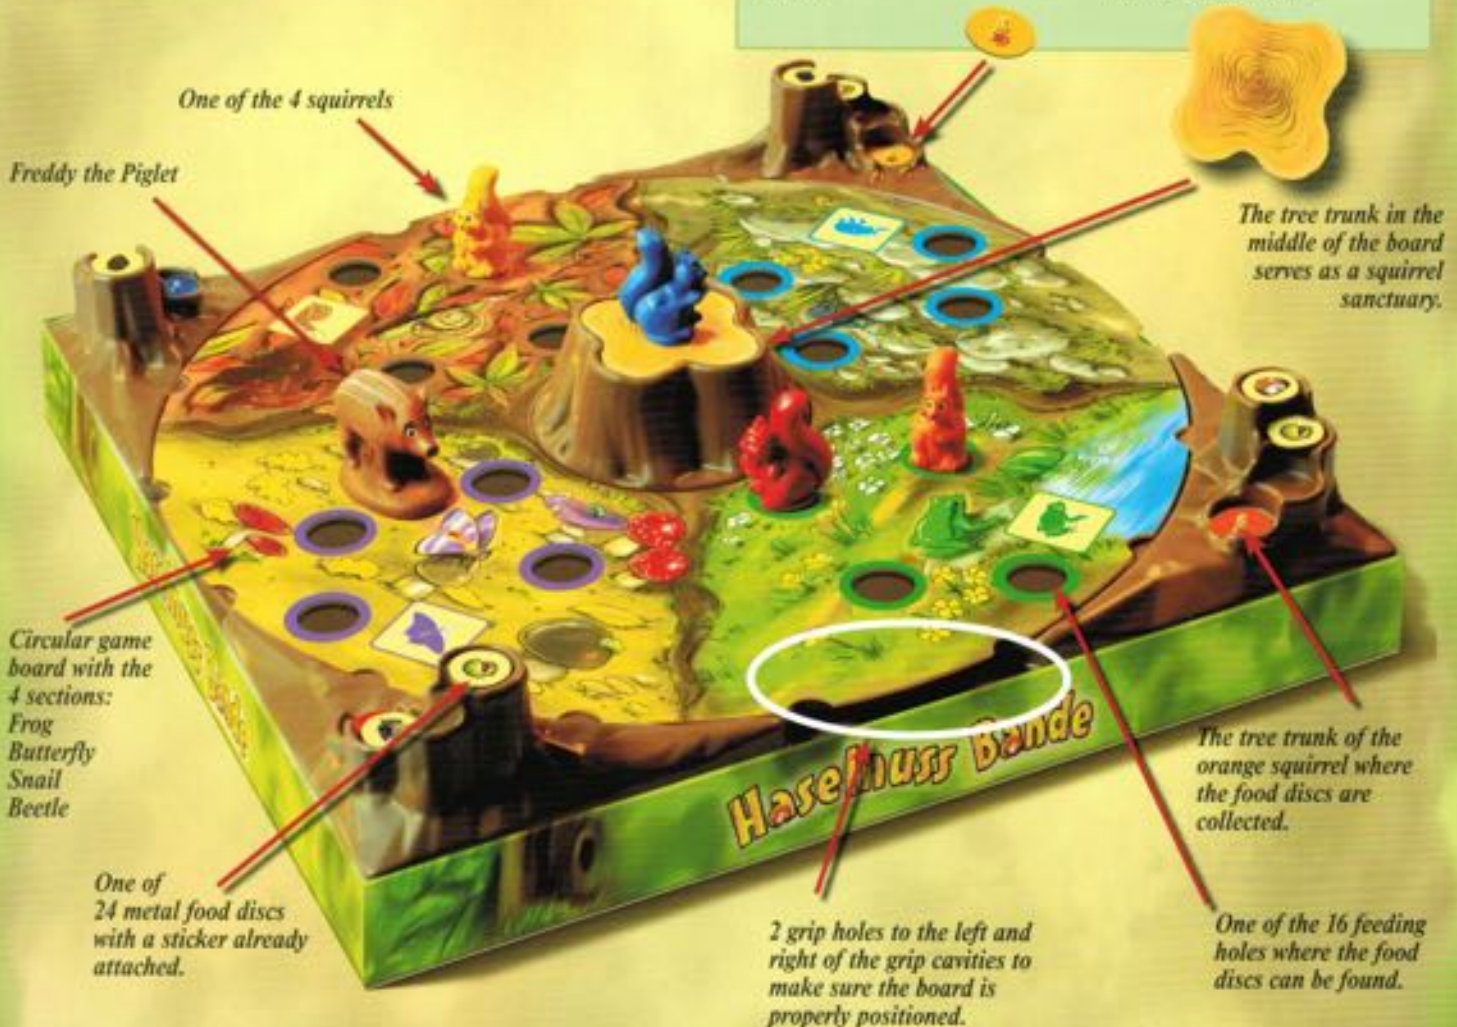 One of the 4 squirrels
Freddy the Piglet
The tree trunk in the
middle of the board
serves as a squirrel
sanctuary.
Circular game
board with the
4 sections:
Frog
Butterfly
Snail
Beetle
Haselnuss Bande
The tree trunk of the
orange squirrel where
the food discs are
collected.
One of
24 metal food discs
with a sticker already
attached.
2 grip holes to the left and
right of the grip cavities to
make sure the board is
properly positioned.
One of the 16 feeding
holes where the food
discs can be found.